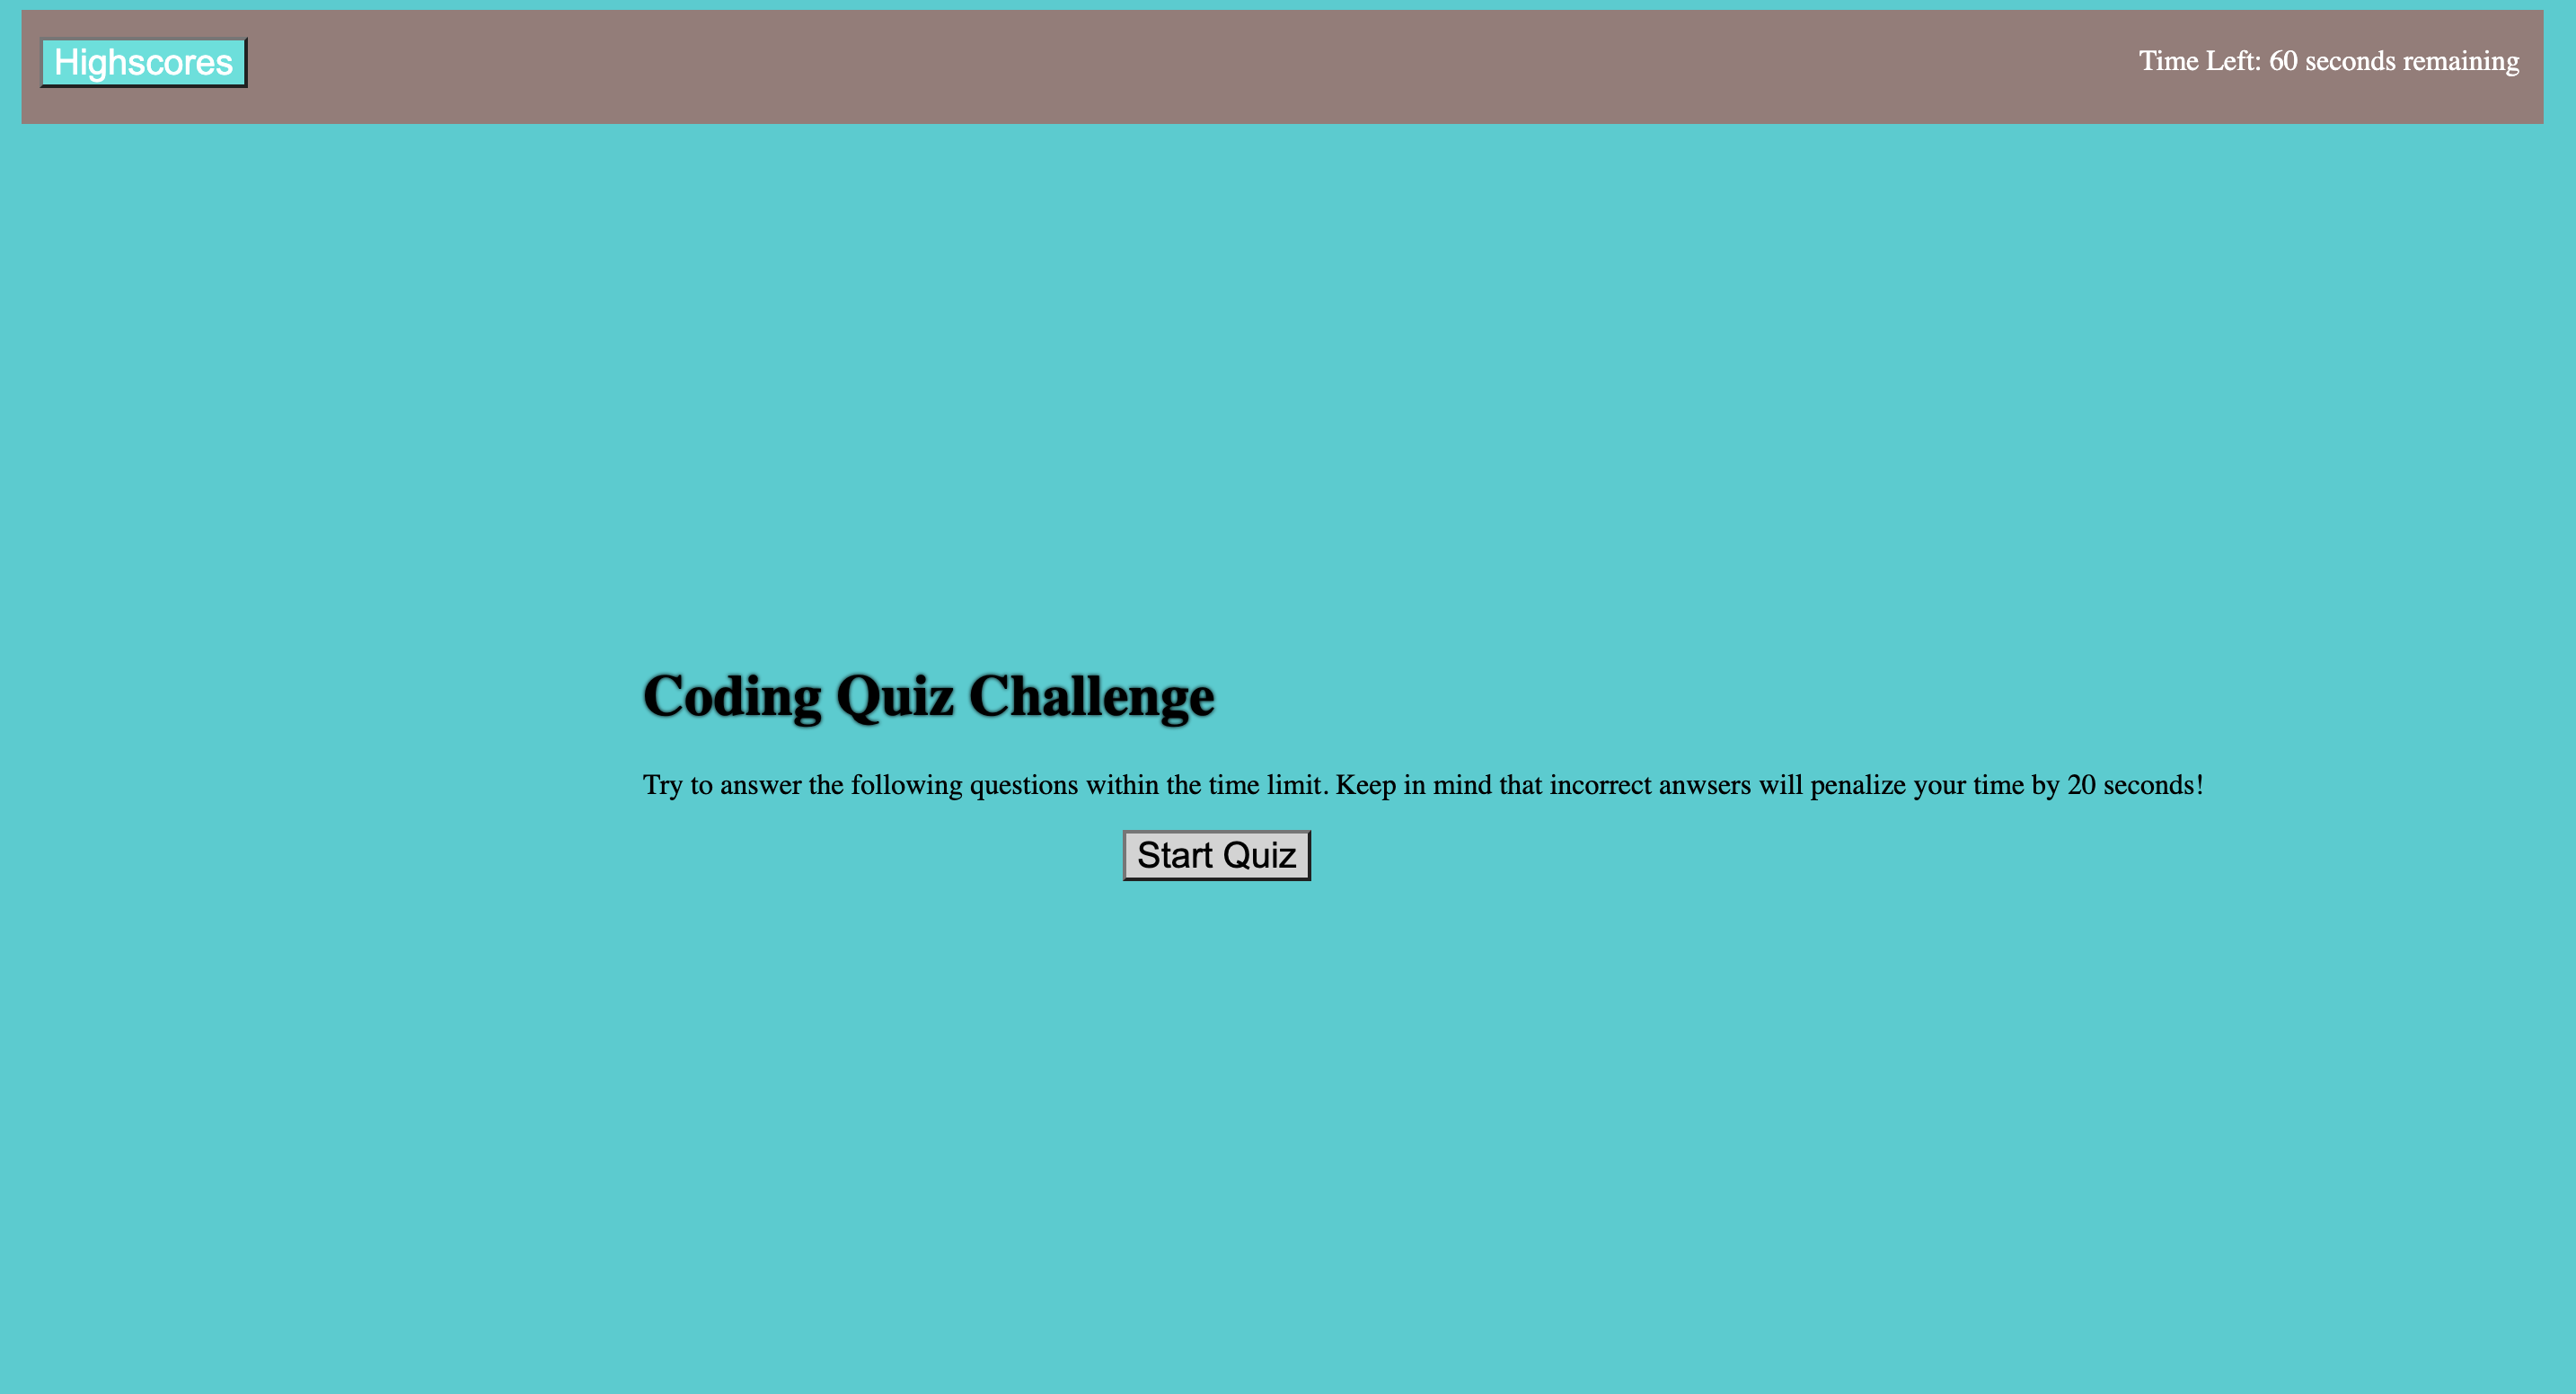 Highscores
Time Left: 60 seconds remaining
Coding Quiz Challenge
Try to answer the following questions within the time limit. Keep in mind that incorrect anwsers will penalize your time by 20 seconds!
Start Quiz